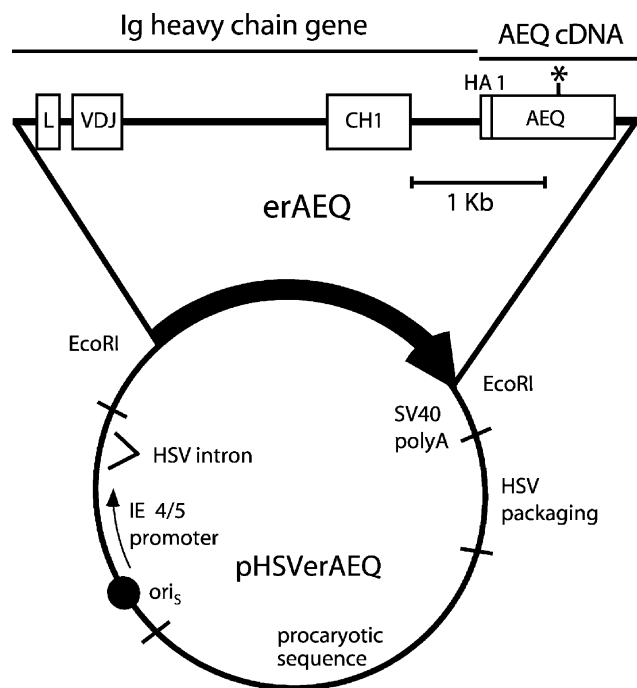 Ig heavy chain gene
AEQ cDNA
HA 1
*
L
VDJ
CH1
AEQ
1 Kb
erAEQ
EcoRI
EcoRI
SV40
polyA
HSV intron
HSV
packaging
IE 4/5
promoter
pHSVerAEQ
oriS
procaryotic
sequence